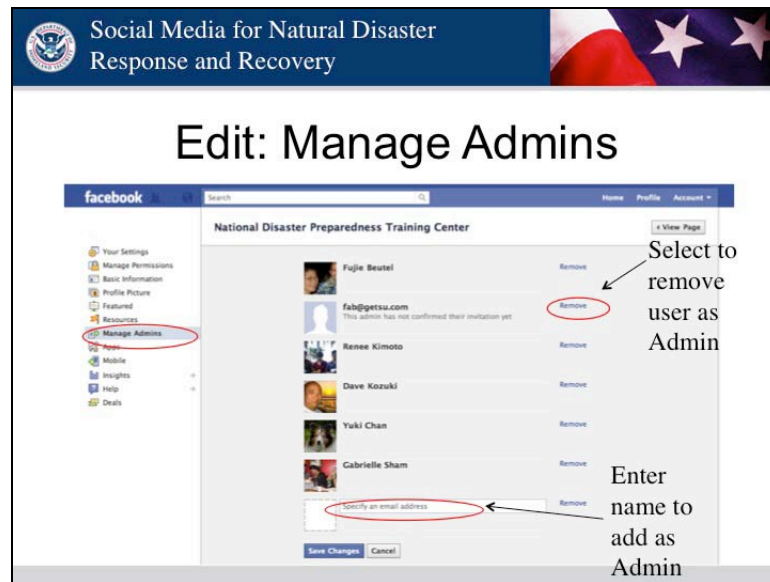 Social Media for Natural Disaster
Response and Recovery
Edit: Manage Admins
facebook
Search
Home Profile Account
National Disaster Preparedness Training Center
‹ View Page
Your Settings
Manage Permissions
Basic Information
Profile Picture
Featured
Resources
Manage Admins
Apps
Mobile
Insights
Help
Deals
Fujie Beutel
Remove
fab@getsu.com
This admin has not confirmed their invitation yet
Remove
Renee Kimoto
Remove
Dave Kozuki
Remove
Yuki Chan
Remove
Gabrielle Sham
Remove
Specify an email address
Remove
Save Changes
Cancel
Select to
remove
user as
Admin
Enter
name to
add as
Admin